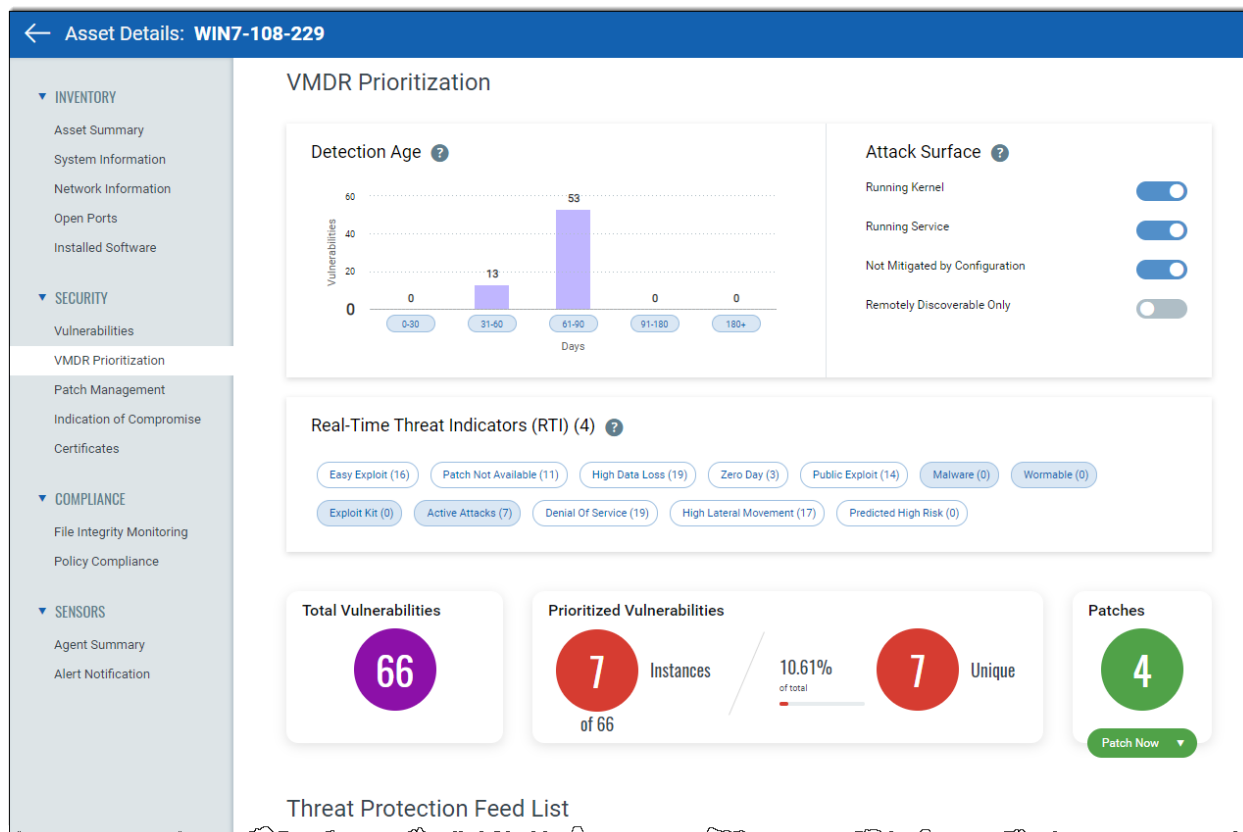 Asset Details: WIN7-108-229
INVENTORY
Asset Summary
System Information
Network Information
Open Ports
Installed Software
SECURITY
Vulnerabilities
VMDR Prioritization
Patch Management
Indication of Compromise
Certificates
COMPLIANCE
File Integrity Monitoring
Policy Compliance
SENSORS
Agent Summary
Alert Notification
VMDR Prioritization
Detection Age ?
Vulnerabilities
60
40
20
0
0
13
53
0
0
0-30
31-60
61-90
91-180
180+
Days
Attack Surface ?
Running Kernel
Running Service
Not Mitigated by Configuration
Remotely Discoverable Only
Real-Time Threat Indicators (RTI) (4) ?
Easy Exploit (16)
Patch Not Available (11)
High Data Loss (19)
Zero Day (3)
Public Exploit (14)
Malware (0)
Wormable (0)
Exploit Kit (0)
Active Attacks (7)
Denial Of Service (19)
High Lateral Movement (17)
Predicted High Risk (0)
Total Vulnerabilities
66
Prioritized Vulnerabilities
7
Instances
of 66
10.61%
of total
7
Unique
Patches
4
Patch Now
Threat Protection Feed List